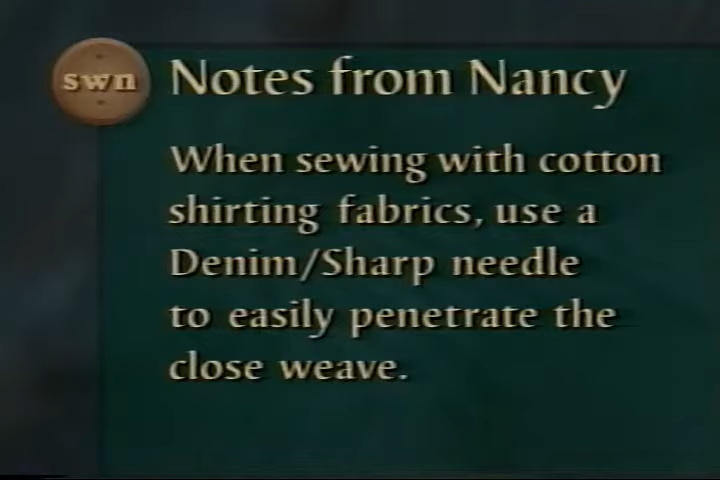 swn
Notes from Nancy
When sewing with cotton
shirting fabrics, use a
Denim/Sharp needle
to easily penetrate the
close weave.